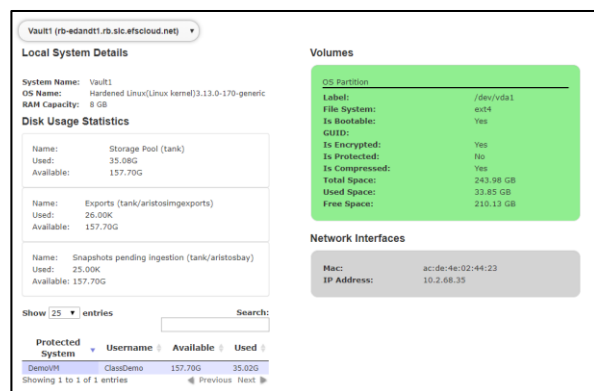 Vault1 (rb-edandt1.rb.slc.efscloud.net) ▾
Local System Details
System Name: Vault1
OS Name: Hardened Linux(Linux kernel)3.13.0-170-generic
RAM Capacity: 8 GB
Disk Usage Statistics
Name: Storage Pool (tank)
Used: 35.08G
Available: 157.70G
Name: Exports (tank/aristosimgexports)
Used: 26.00K
Available: 157.70G
Name: Snapshots pending ingestion (tank/aristosbay)
Used: 25.00K
Available: 157.70G
Show 25 ▾ entries Search:
Protected System Username Available Used
DemoVM ClassDemo 157.70G 35.02G
Showing 1 to 1 of 1 entries Previous Next
Volumes
OS Partition
Label: /dev/vda1
File System: ext4
Is Bootable: Yes
GUID:
Is Encrypted: Yes
Is Protected: No
Is Compressed: Yes
Total Space: 243.98 GB
Used Space: 33.85 GB
Free Space: 210.13 GB
Network Interfaces
Mac: ac:de:4e:02:44:23
IP Address: 10.2.68.35